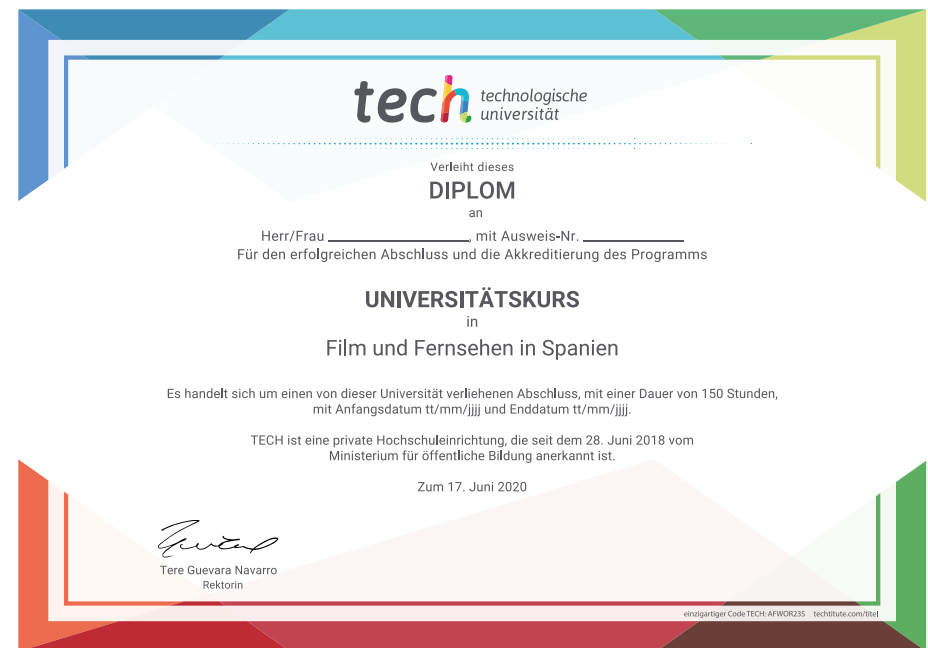 tech technologische
universität
Verleiht dieses
DIPLOM
an
Herr/Frau ____________________, mit Ausweis-Nr. ______________
Für den erfolgreichen Abschluss und die Akkreditierung des Programms
UNIVERSITÄTSKURS
in
Film und Fernsehen in Spanien
Es handelt sich um einen von dieser Universität verliehenen Abschluss, mit einer Dauer von 150 Stunden,
mit Anfangsdatum tt/mm/jjjj und Enddatum tt/mm/jjjj.
TECH ist eine private Hochschuleinrichtung, die seit dem 28. Juni 2018 vom
Ministerium für öffentliche Bildung anerkannt ist.
Zum 17. Juni 2020
Tere Guevara Navarro
Rektorin
einzigartiger Code TECH: AFWOR23S techtitute.com/titel